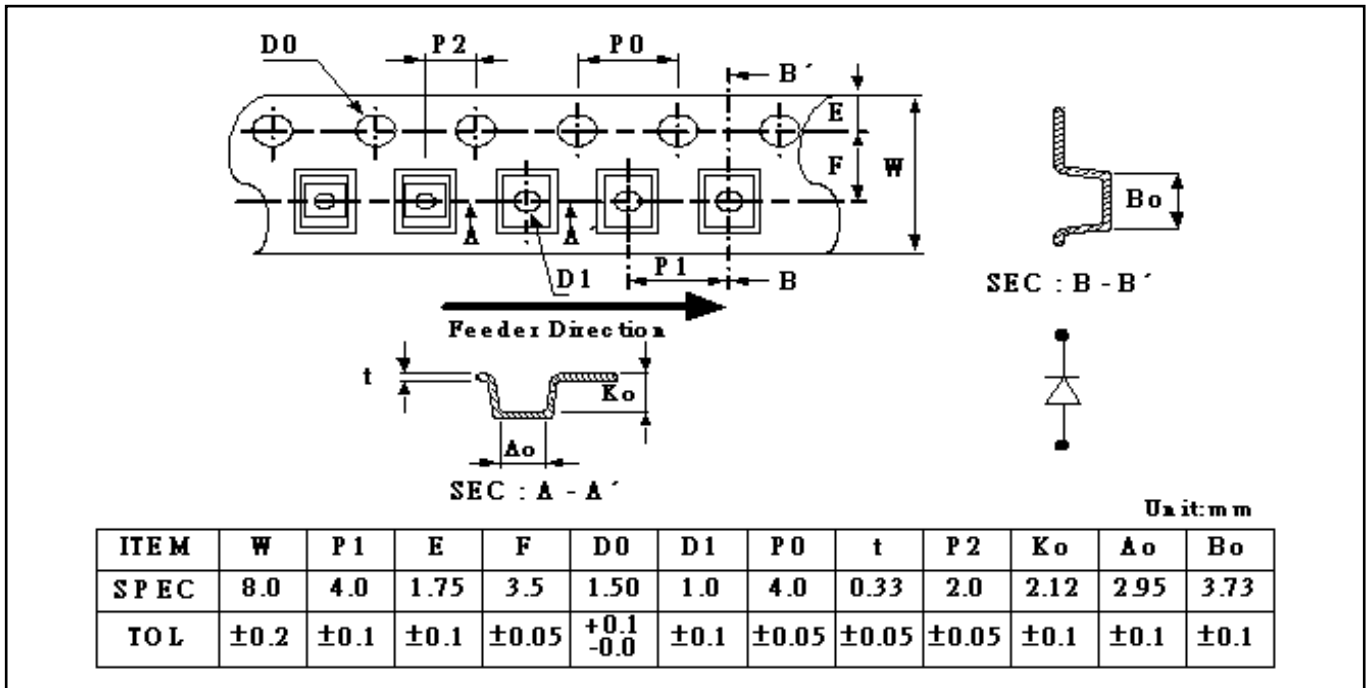 D0 P2 P0 B´
E
F W
A A´
D1 P1 B
Feeder Direction
Bo
SEC : B - B´
t
Ko
Ao
SEC : A - A´
Unit:mm
ITEM W P1 E F D0 D1 P0 t P2 Ko Ao Bo
SPEC 8.0 4.0 1.75 3.5 1.50 1.0 4.0 0.33 2.0 2.12 2.95 3.73
TOL ±0.2 ±0.1 ±0.1 ±0.05 +0.1 -0.0 ±0.1 ±0.05 ±0.05 ±0.05 ±0.1 ±0.1 ±0.1